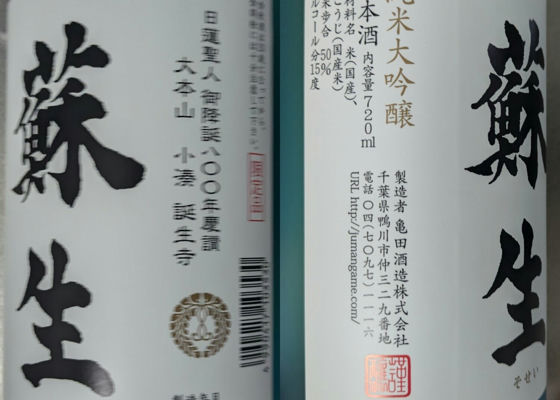 蘇生
日蓮聖人 御降誕八〇〇年慶讃
大本山 小湊 誕生寺
限定品
蘇生
そせい
純米大吟醸
日本酒 内容量720ml
原材料名 米(国産)、
米こうじ(国産米)
精米歩合 50%
アルコール分15度
製造者 亀田酒造株式会社
千葉県鴨川市仲三二九番地
電話 〇四(七〇九七)一一一六
URL http://jumangame.com/